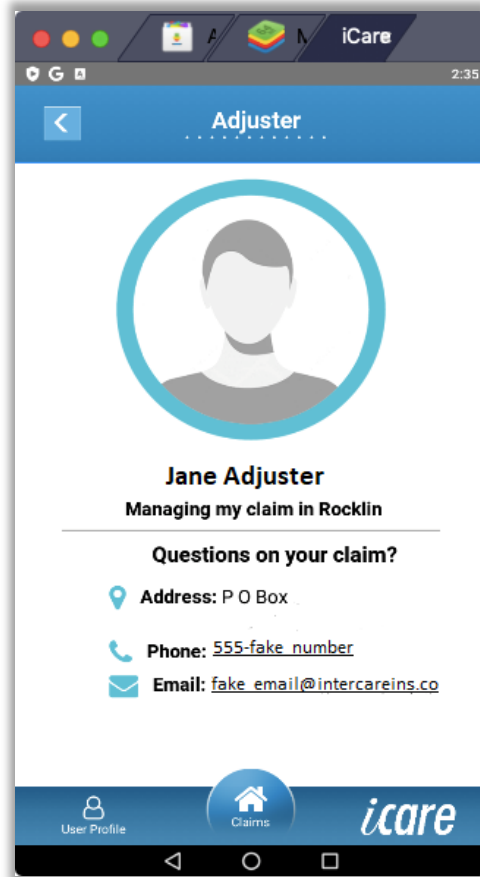 iCare
G A 2:35
Adjuster
Jane Adjuster
Managing my claim in Rocklin
Questions on your claim?
Address: P O Box
Phone: 555-fake_number
Email: fake_email@intercareins.co
User Profile
Claims
icare